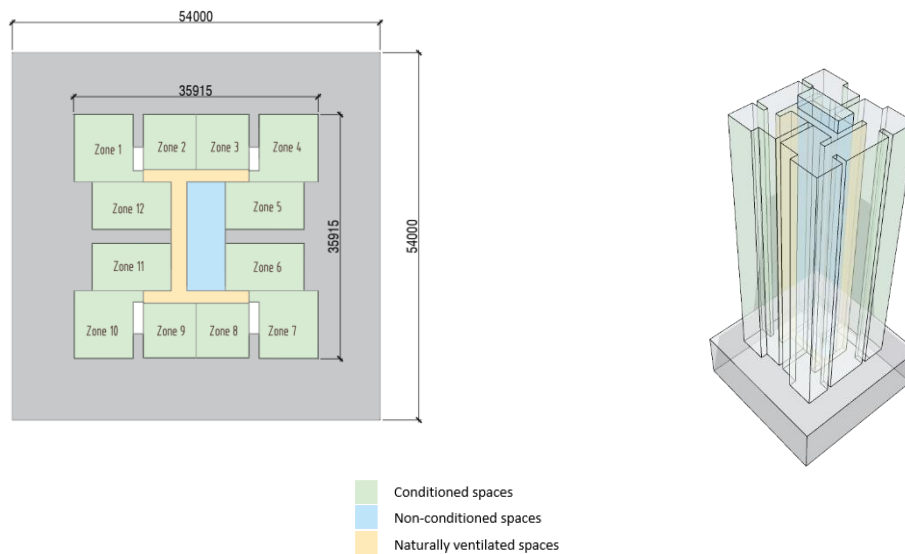 54000
35915
Zone 1
Zone 2
Zone 3
Zone 4
Zone 12
Zone 5
35915
54000
Zone 11
Zone 6
Zone 10
Zone 9
Zone 8
Zone 7
Conditioned spaces
Non-conditioned spaces
Naturally ventilated spaces